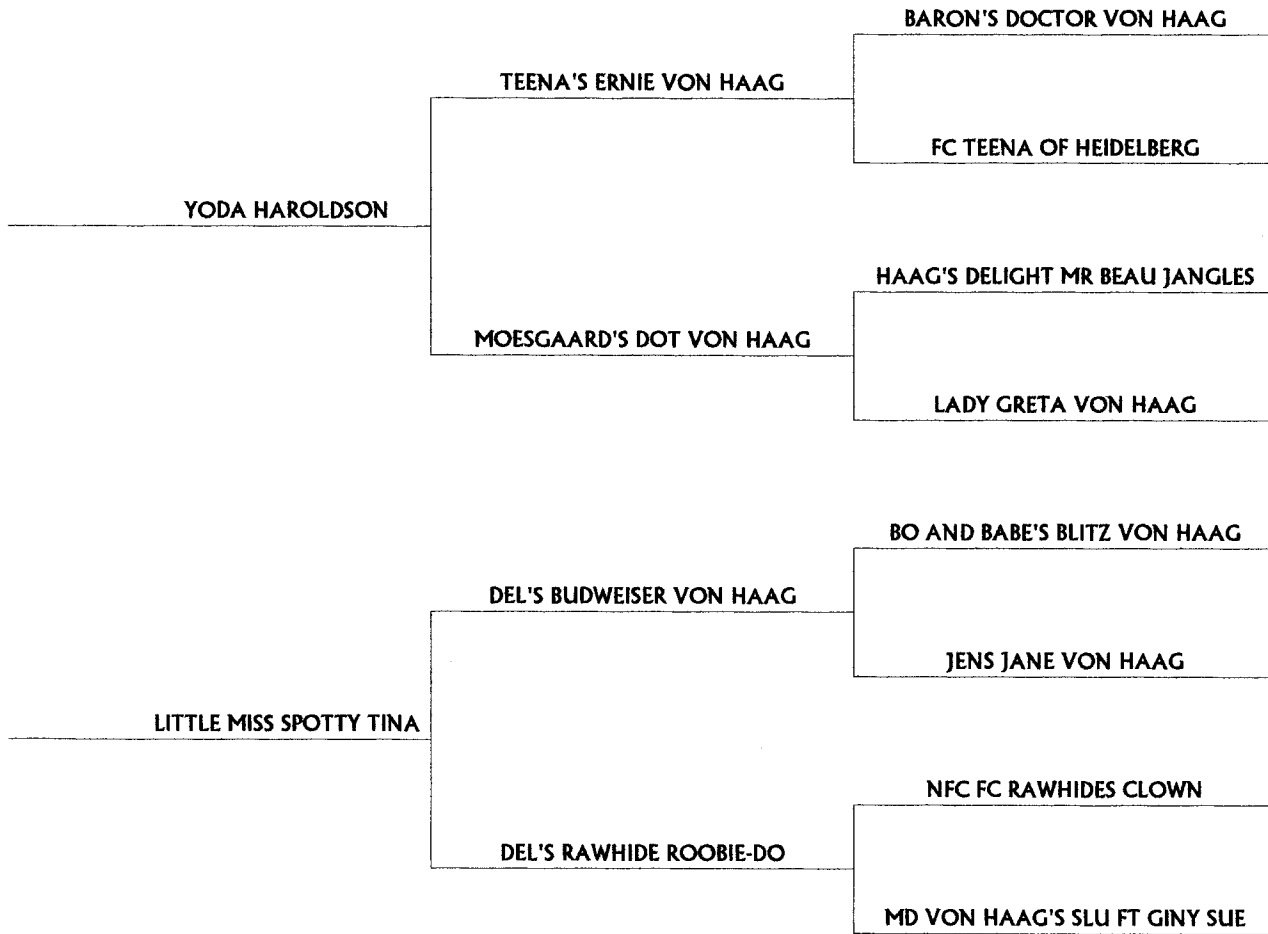 BARON'S DOCTOR VON HAAG
TEENA'S ERNIE VON HAAG
FC TEENA OF HEIDELBERG
YODA HAROLDSON
HAAG'S DELIGHT MR BEAU JANGLES
MOESGAARD'S DOT VON HAAG
LADY GRETA VON HAAG
BO AND BABE'S BLITZ VON HAAG
DEL'S BUDWEISER VON HAAG
JENS JANE VON HAAG
LITTLE MISS SPOTTY TINA
NFC FC RAWHIDES CLOWN
DEL'S RAWHIDE ROOBIE-DO
MD VON HAAG'S SLU FT GINY SUE